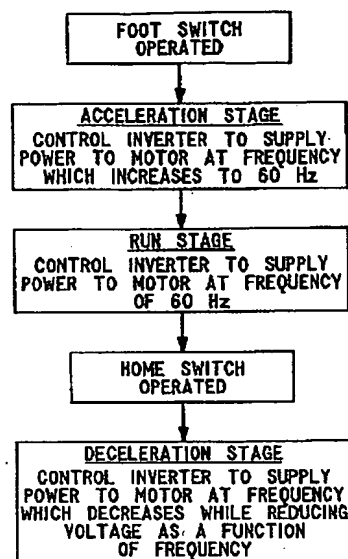 FOOT SWITCH
OPERATED
ACCELERATION STAGE
CONTROL INVERTER TO SUPPLY
POWER TO MOTOR AT FREQUENCY
WHICH INCREASES TO 60 Hz
RUN STAGE
CONTROL INVERTER TO SUPPLY
POWER TO MOTOR AT FREQUENCY
OF 60 Hz
HOME SWITCH
OPERATED
DECELERATION STAGE
CONTROL INVERTER TO SUPPLY
POWER TO MOTOR AT FREQUENCY
WHICH DECREASES WHILE REDUCING
VOLTAGE AS A FUNCTION
OF FREQUENCY